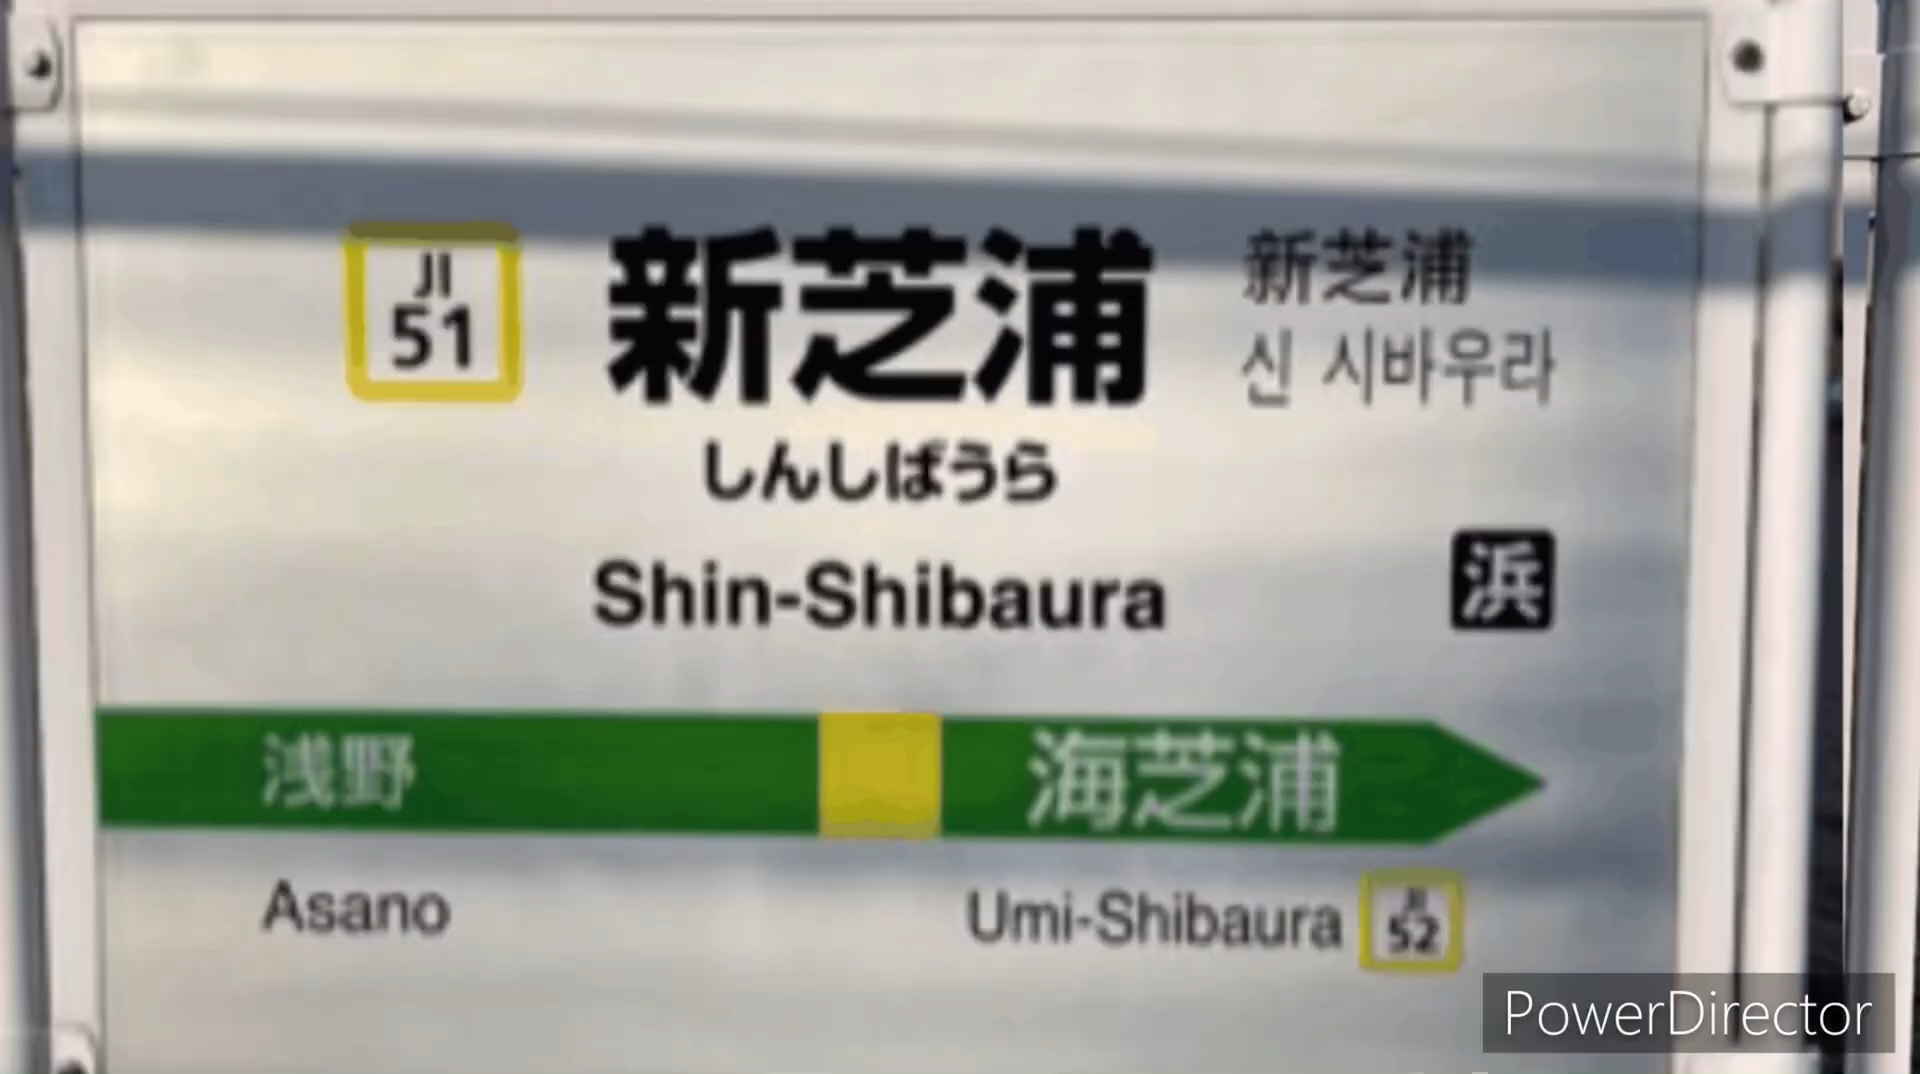 JI
51
新芝浦
新芝浦
신 시바우라
しんしばうら
Shin-Shibaura
浜
浅野
海芝浦
Asano
Umi-Shibaura
JI
52
PowerDirector